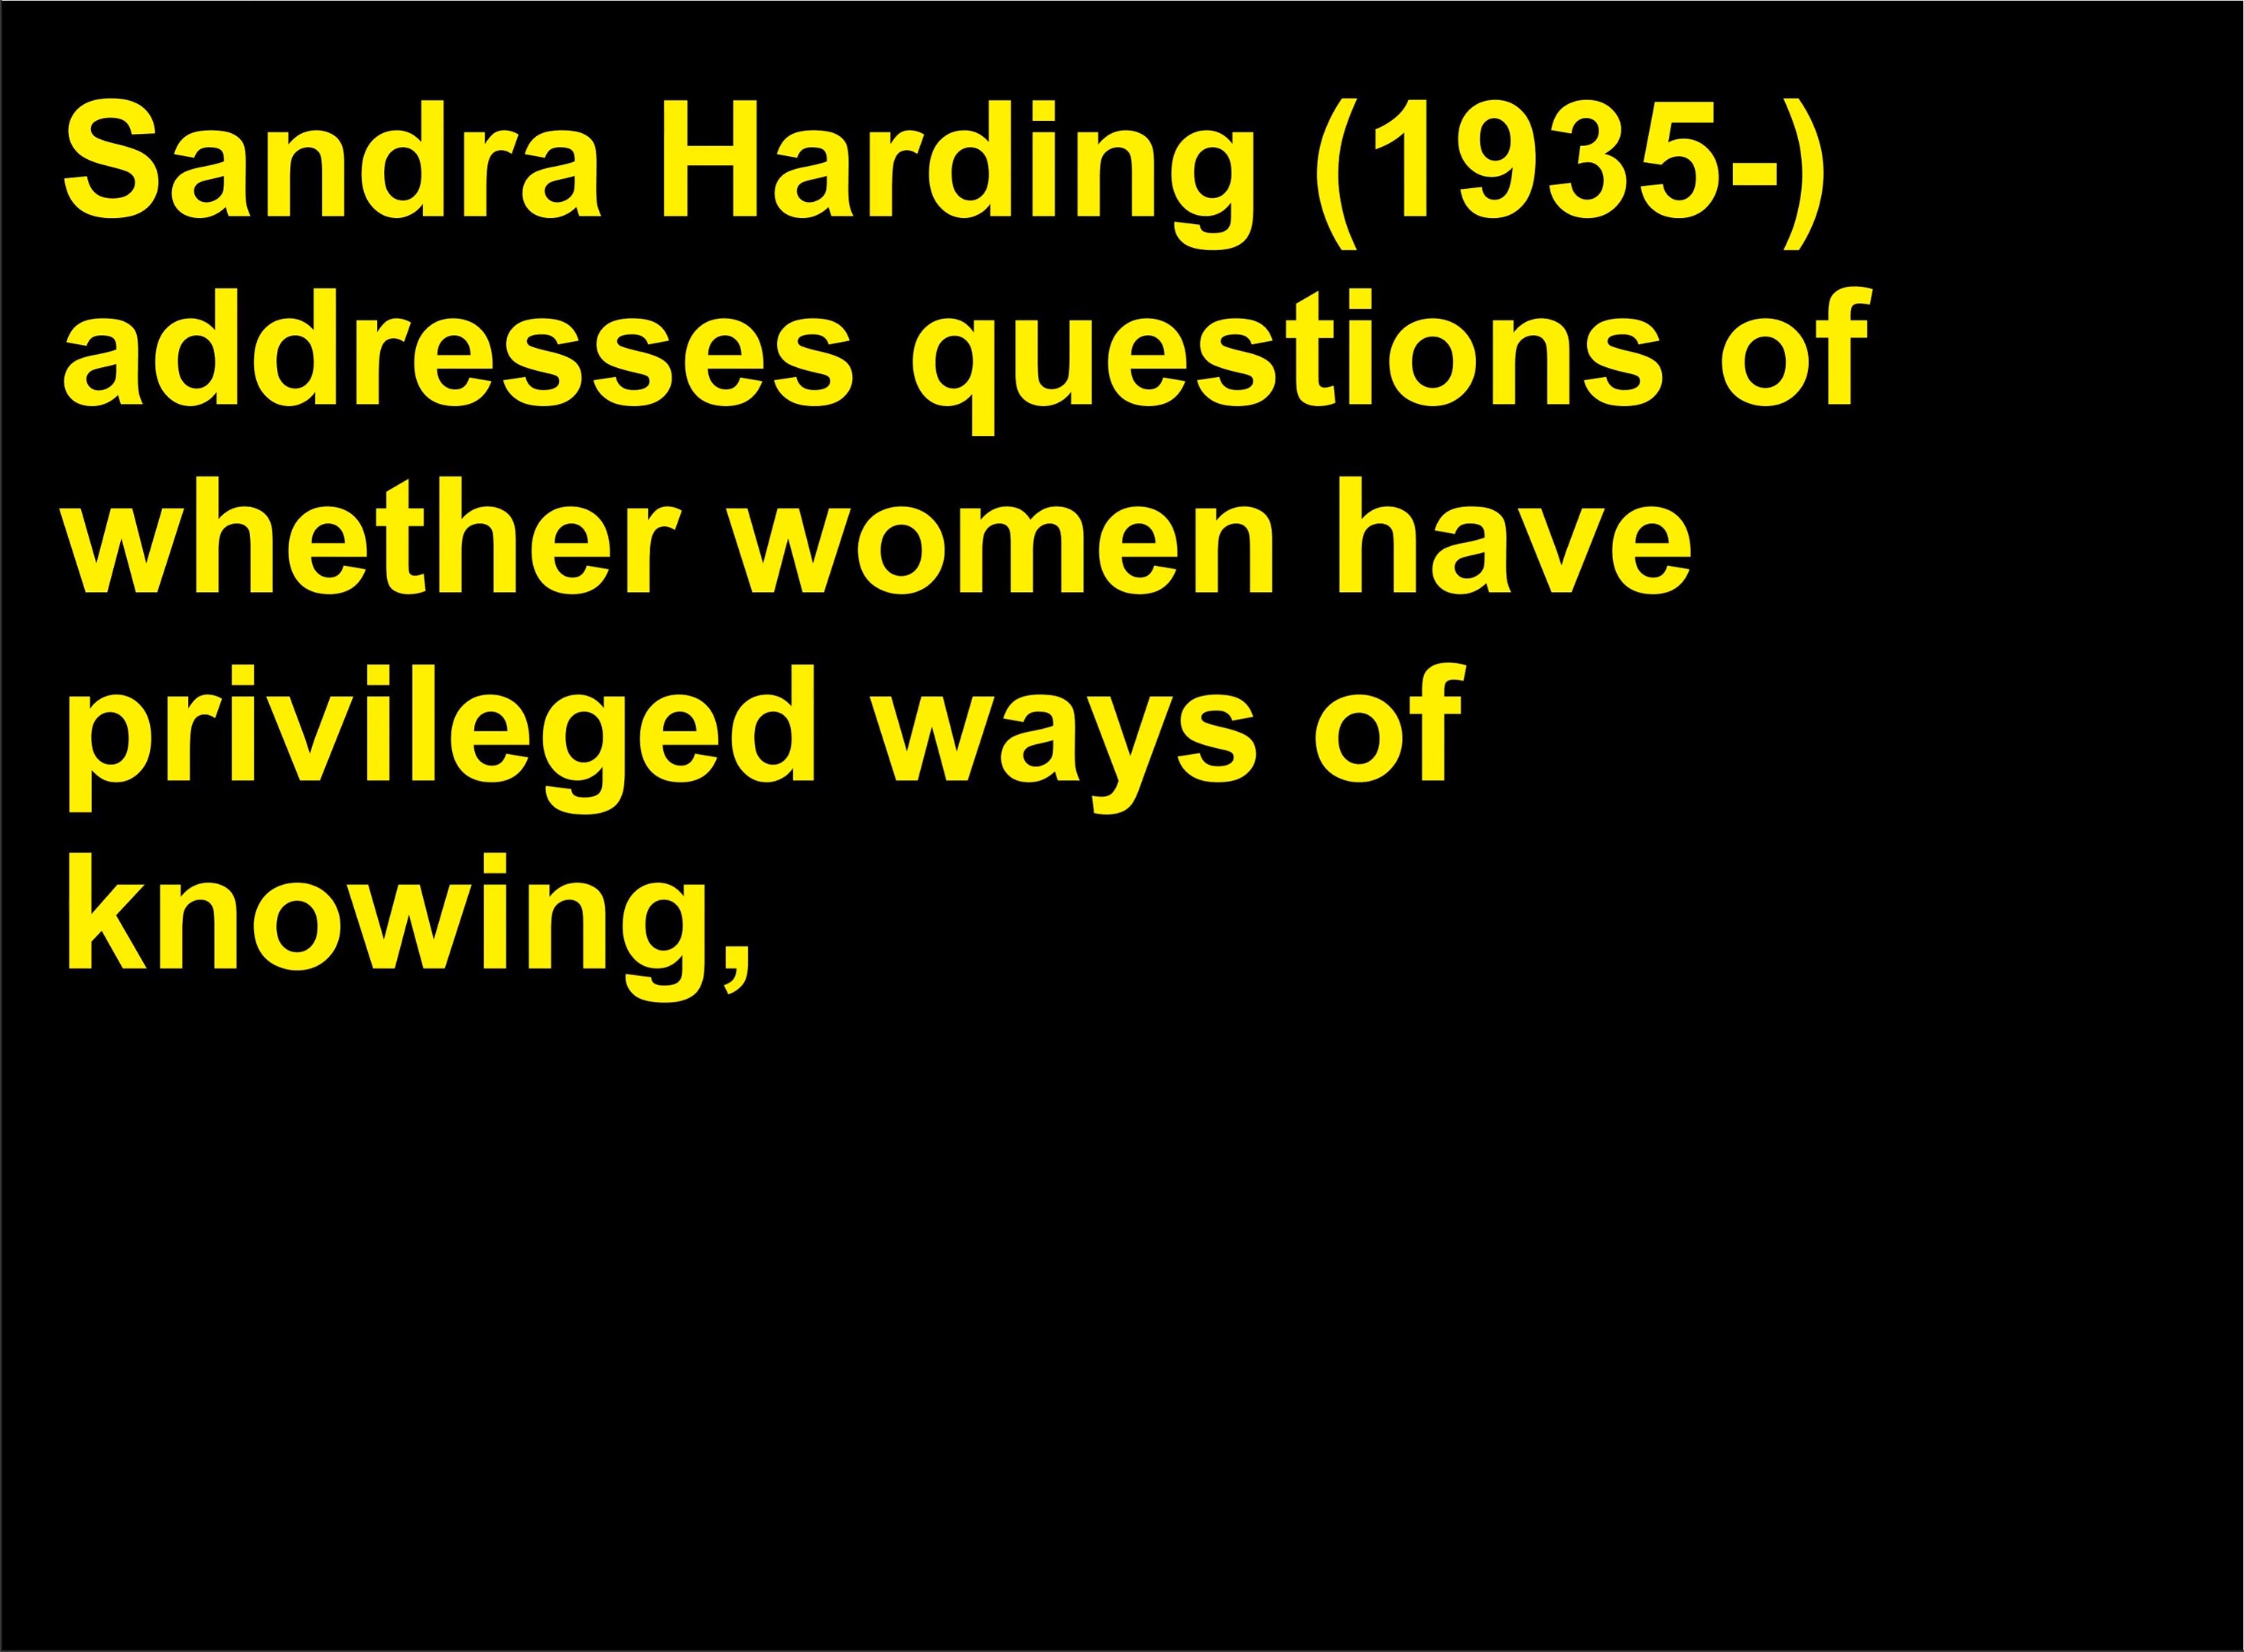 Sandra Harding (1935-)
addresses questions of
whether women have
privileged ways of
knowing,